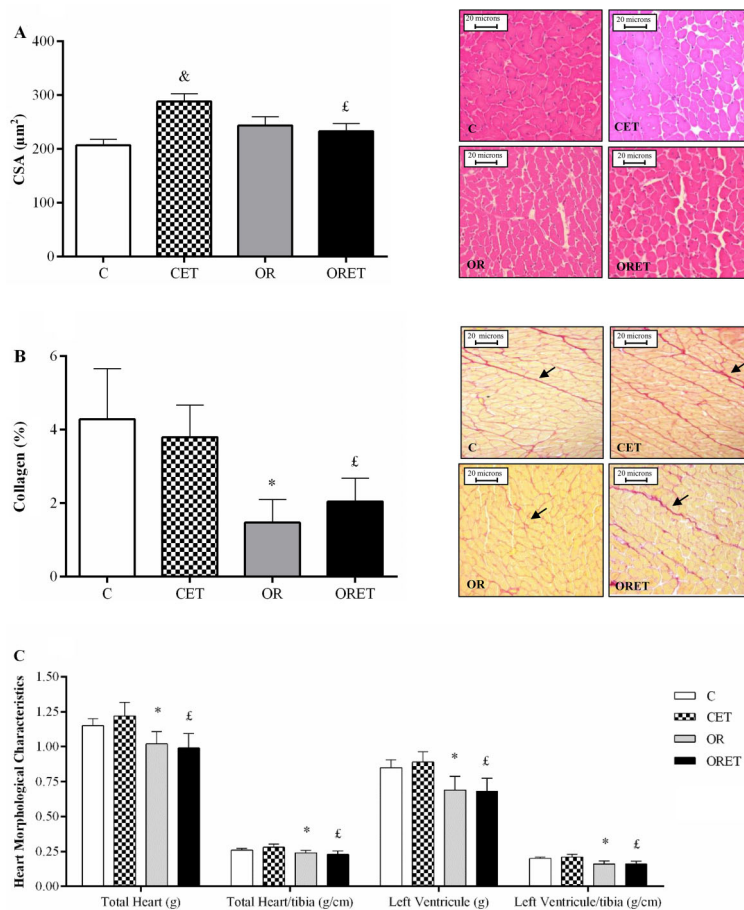 A
CSA (µm²)
400
300
200
100
0
&
£
C CET OR ORET
20 microns
C
20 microns
CET
20 microns
OR
20 microns
ORET
B
Collagen (%)
6
4
2
0
*
£
C CET OR ORET
20 microns
C
20 microns
CET
20 microns
OR
20 microns
ORET
C
Heart Morphological Characteristics
1.50
1.25
1.00
0.75
0.50
0.25
0.00
* £ * £ * £ * £
Total Heart (g) Total Heart/tibia (g/cm) Left Ventricule (g) Left Ventricule/tibia (g/cm)
C
CET
OR
ORET